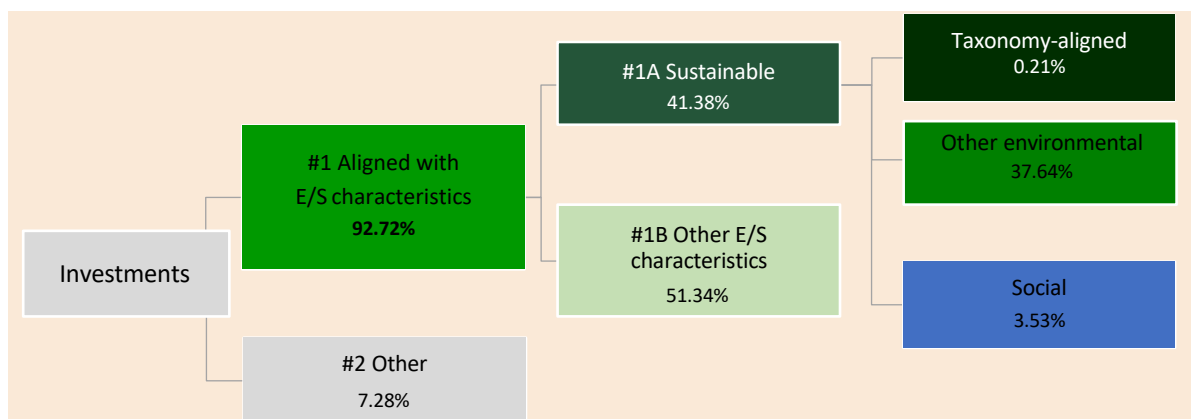 Investments
#1 Aligned with
E/S characteristics
92.72%
#2 Other
7.28%
#1A Sustainable
41.38%
#1B Other E/S
characteristics
51.34%
Taxonomy-aligned
0.21%
Other environmental
37.64%
Social
3.53%